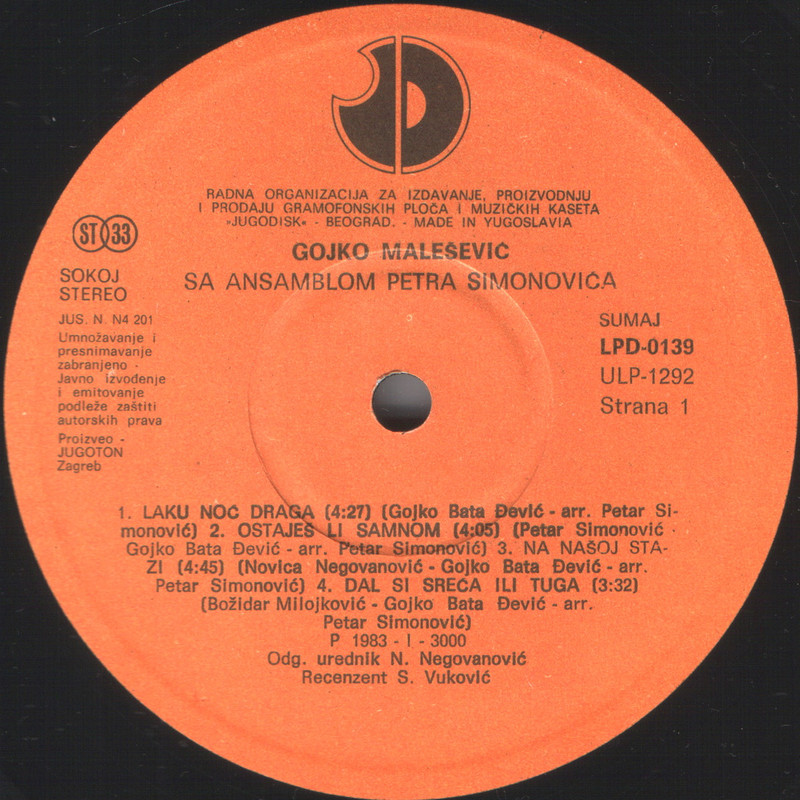 RADNA ORGANIZACIJA ZA IZDAVANJE, PROIZVODNJU
I PRODAJU GRAMOFONSKIH PLOČA I MUZIČKIH KASETA
»JUGODISK« - BEOGRAD. - MADE IN YUGOSLAVIA
ST 33
GOJKO MALEŠEVIĆ
SA ANSAMBLOM PETRA SIMONOVIĆA
SOKOJ
STEREO
JUS. N. N4 201
Umnožavanje i
presnimavanje
zabranjeno -
Javno izvođenje
i emitovanje
podleže zaštiti
autorskih prava
Proizveo -
JUGOTON
Zagreb
SUMAJ
LPD-0139
ULP-1292
Strana 1
1. LAKU NOĆ DRAGA (4:27) (Gojko Bata Đević - arr. Petar Si-
monović) 2. OSTAJEŠ LI SAMNOM (4:05) (Petar Simonović -
Gojko Bata Đević - arr. Petar Simonović) 3. NA NAŠOJ STA-
ZI (4:45) (Novica Negovanović - Gojko Bata Đević - arr.
Petar Simonović) 4. DAL SI SREĆA ILI TUGA (3:32)
(Božidar Milojković - Gojko Bata Đević - arr.
Petar Simonović)
P 1983 - I - 3000
Odg. urednik N. Negovanović
Recenzent S. Vuković